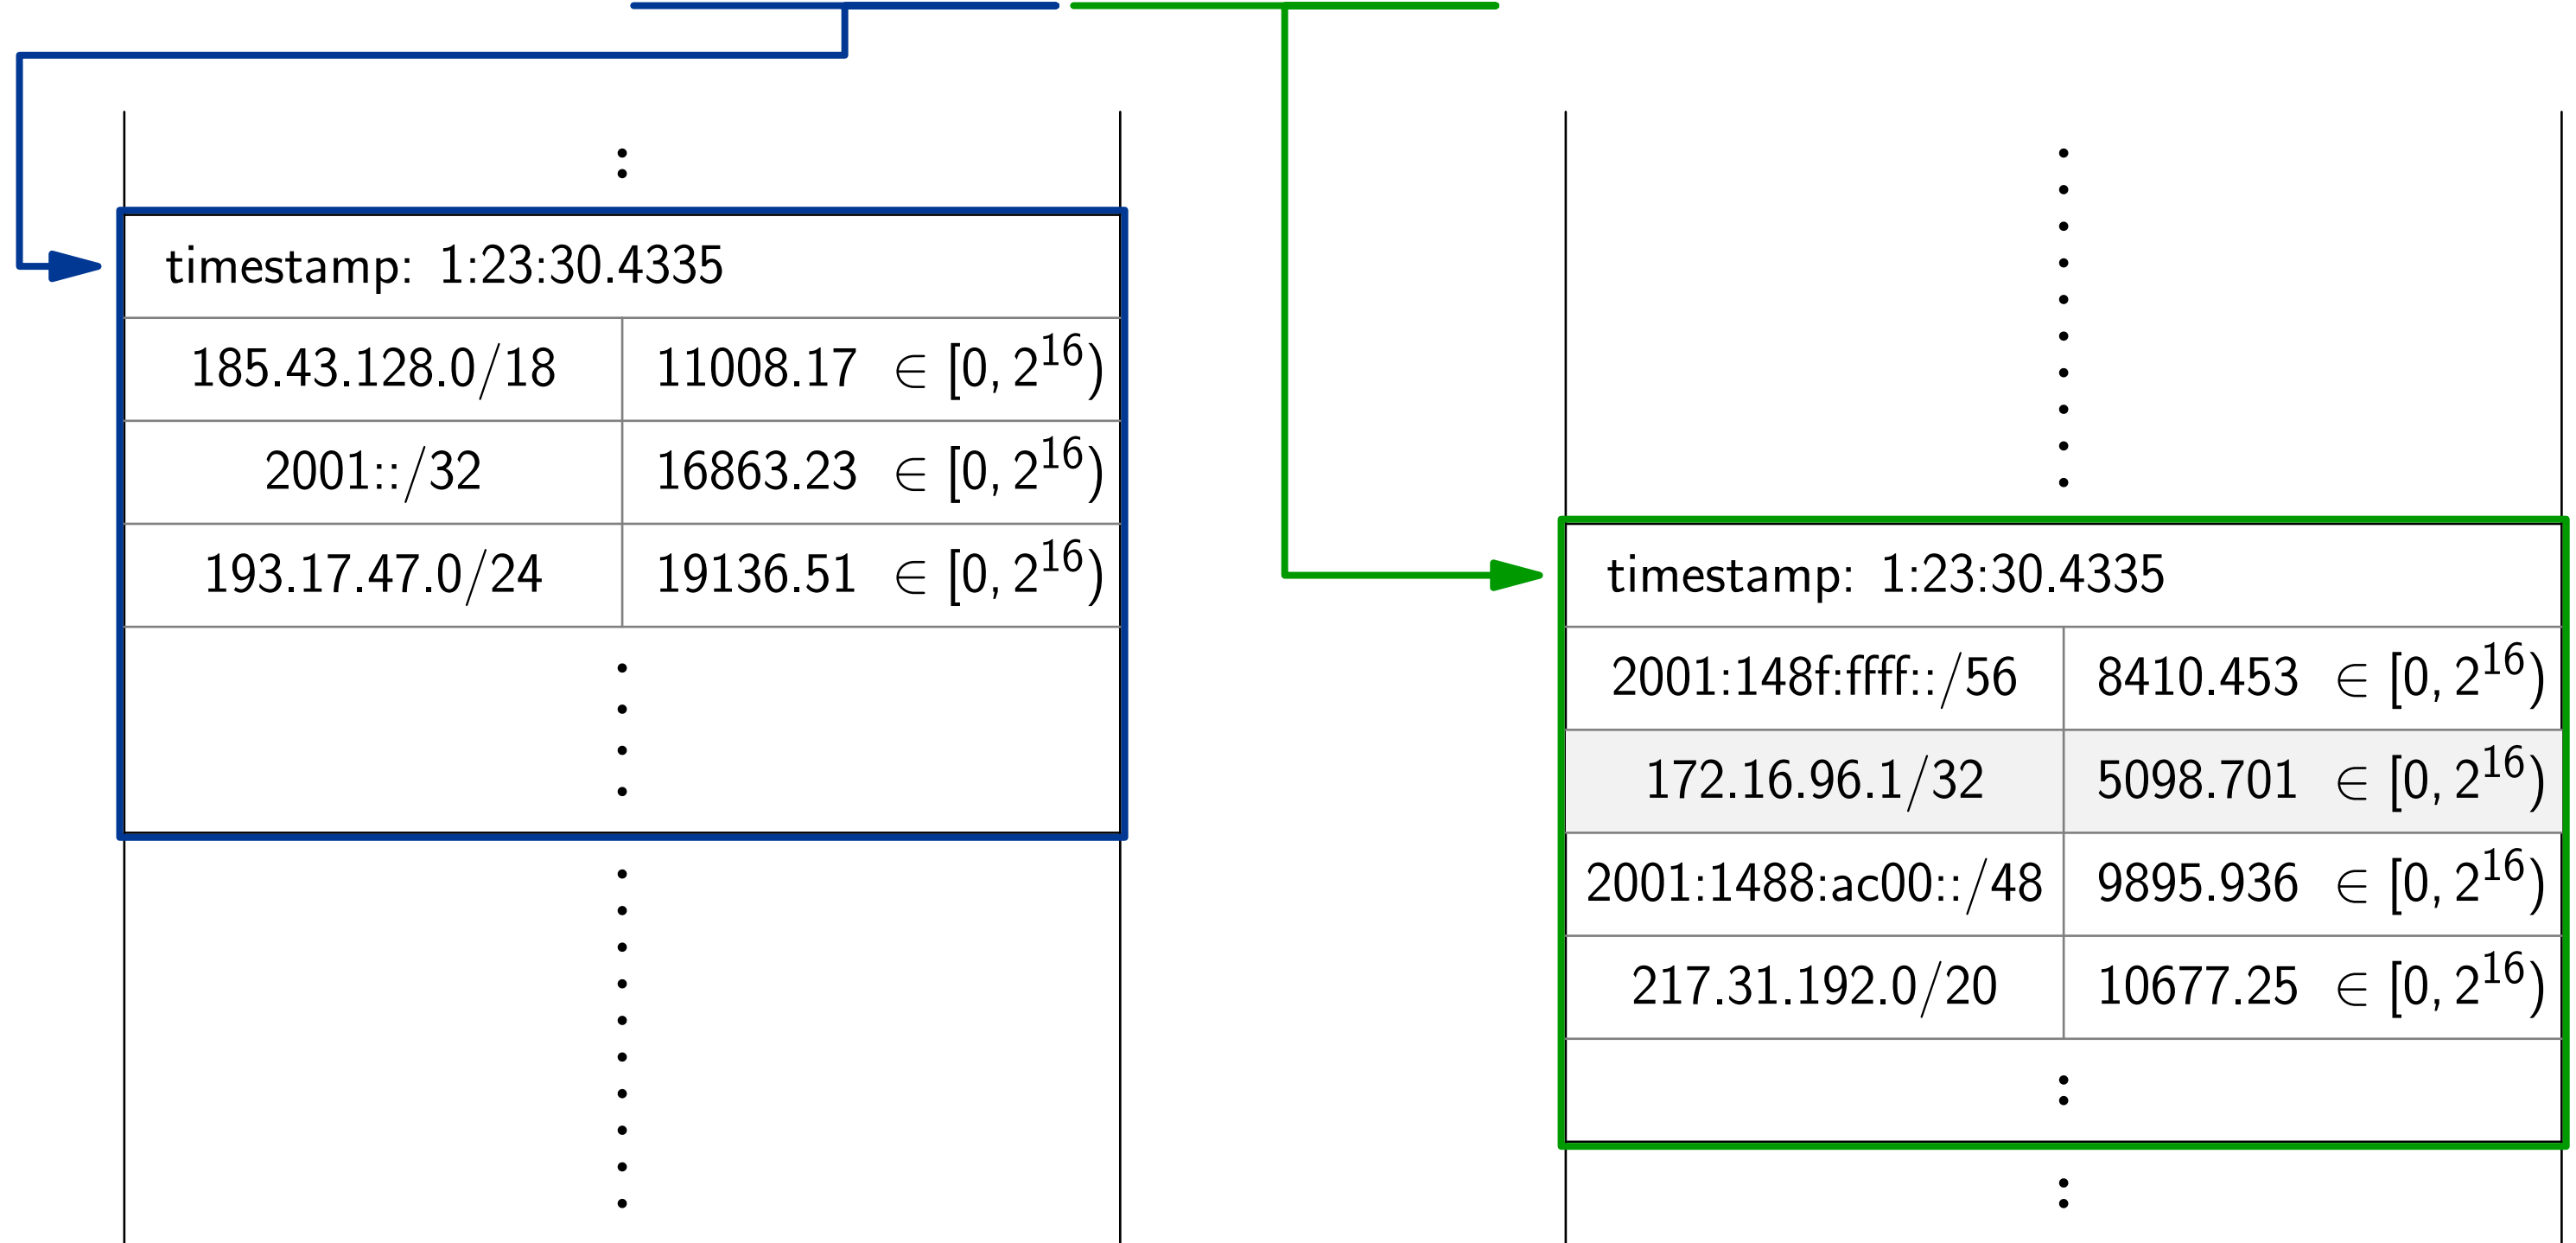 timestamp: 1:23:30.4335
185.43.128.0/18 11008.17 ∈ [0, 2¹⁶)
2001::/32 16863.23 ∈ [0, 2¹⁶)
193.17.47.0/24 19136.51 ∈ [0, 2¹⁶)
timestamp: 1:23:30.4335
2001:148f:ffff::/56 8410.453 ∈ [0, 2¹⁶)
172.16.96.1/32 5098.701 ∈ [0, 2¹⁶)
2001:1488:ac00::/48 9895.936 ∈ [0, 2¹⁶)
217.31.192.0/20 10677.25 ∈ [0, 2¹⁶)